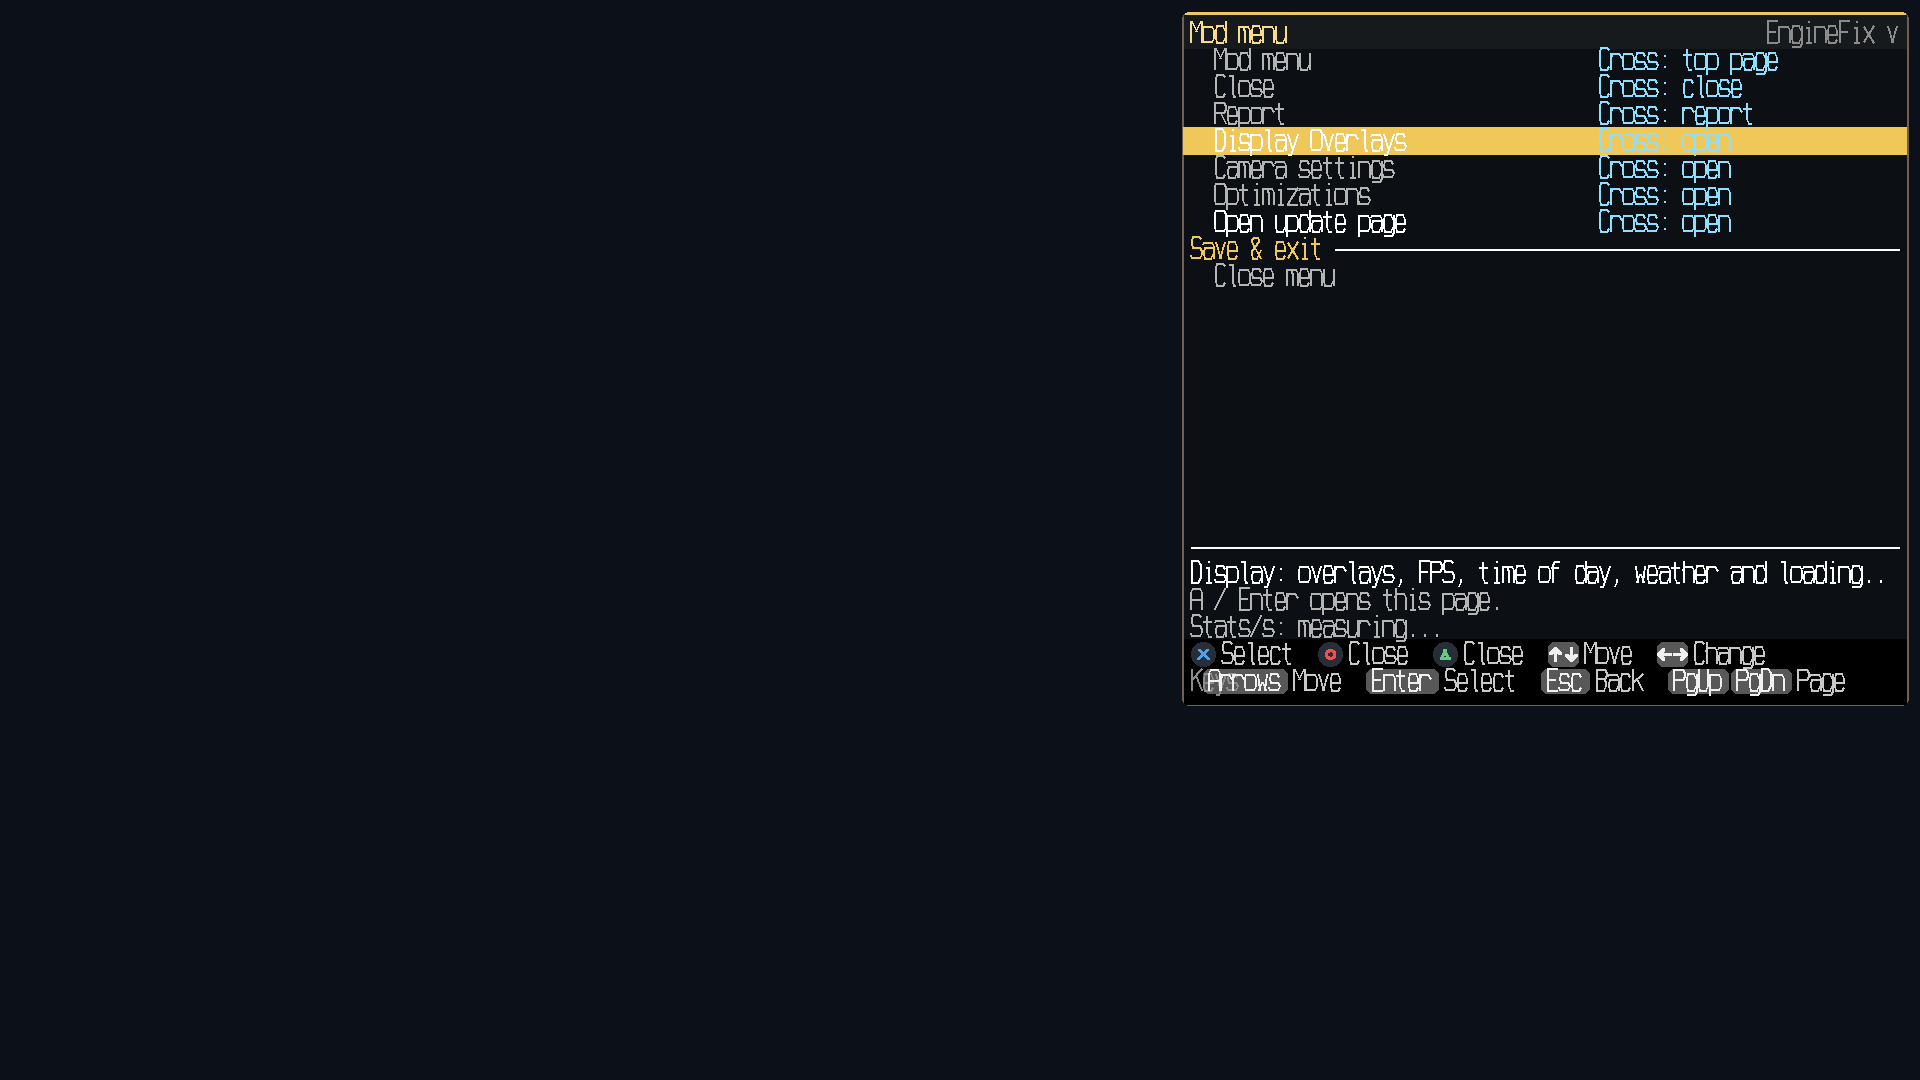 Mod menu EngineFix v
Mod menu Cross: top page
Close Cross: close
Report Cross: report
Display Overlays Cross: open
Camera settings Cross: open
Optimizations Cross: open
Open update page Cross: open
Save & exit
Close menu
Display: overlays, FPS, time of day, weather and loading..
A / Enter opens this page.
Stats/s: measuring...
Select Close Close Move Change
Keys Arrows Move Enter Select Esc Back PgUp PgDn Page